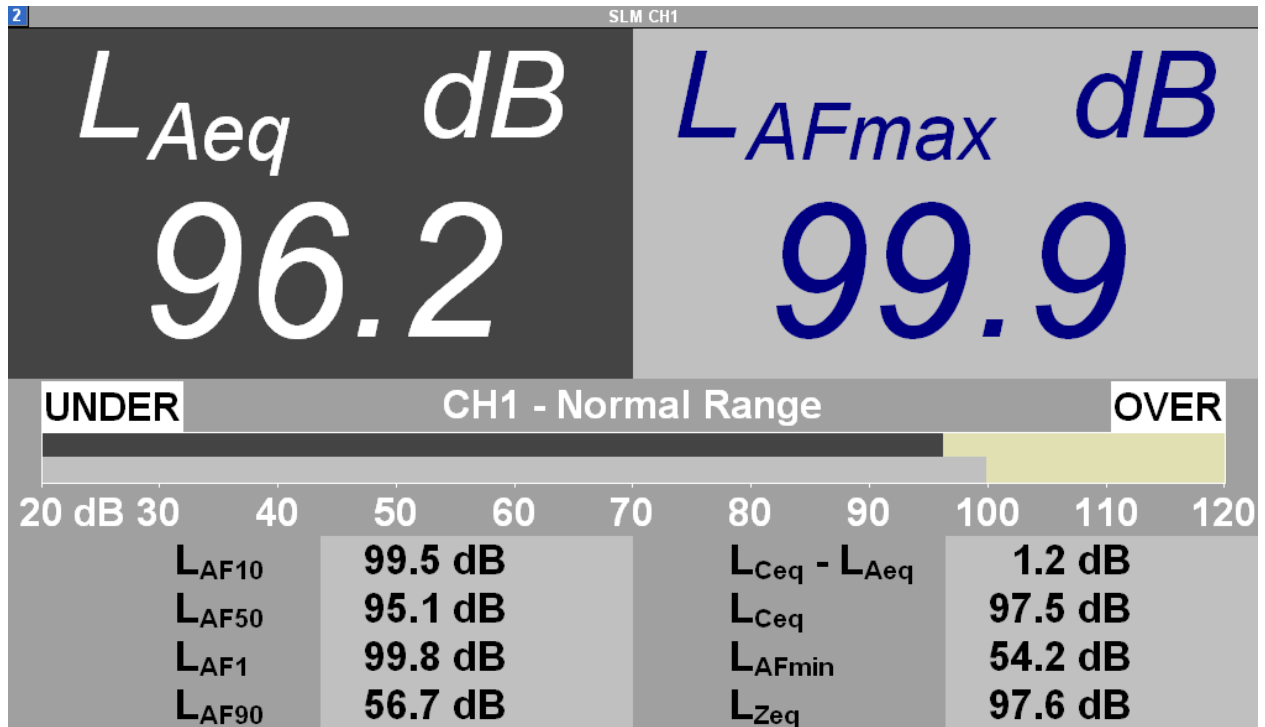 2 SLM CH1
LAeq dB LAFmax dB
96.2 99.9
UNDER CH1 - Normal Range OVER
20 dB 30 40 50 60 70 80 90 100 110 120
LAF10 99.5 dB LCeq - LAeq 1.2 dB
LAF50 95.1 dB LCeq 97.5 dB
LAF1 99.8 dB LAFmin 54.2 dB
LAF90 56.7 dB LZeq 97.6 dB